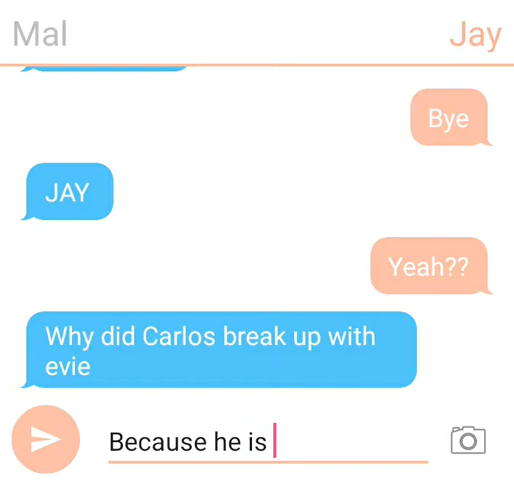 Mal
Jay
Bye
JAY
Yeah??
Why did Carlos break up with
evie
Because he is